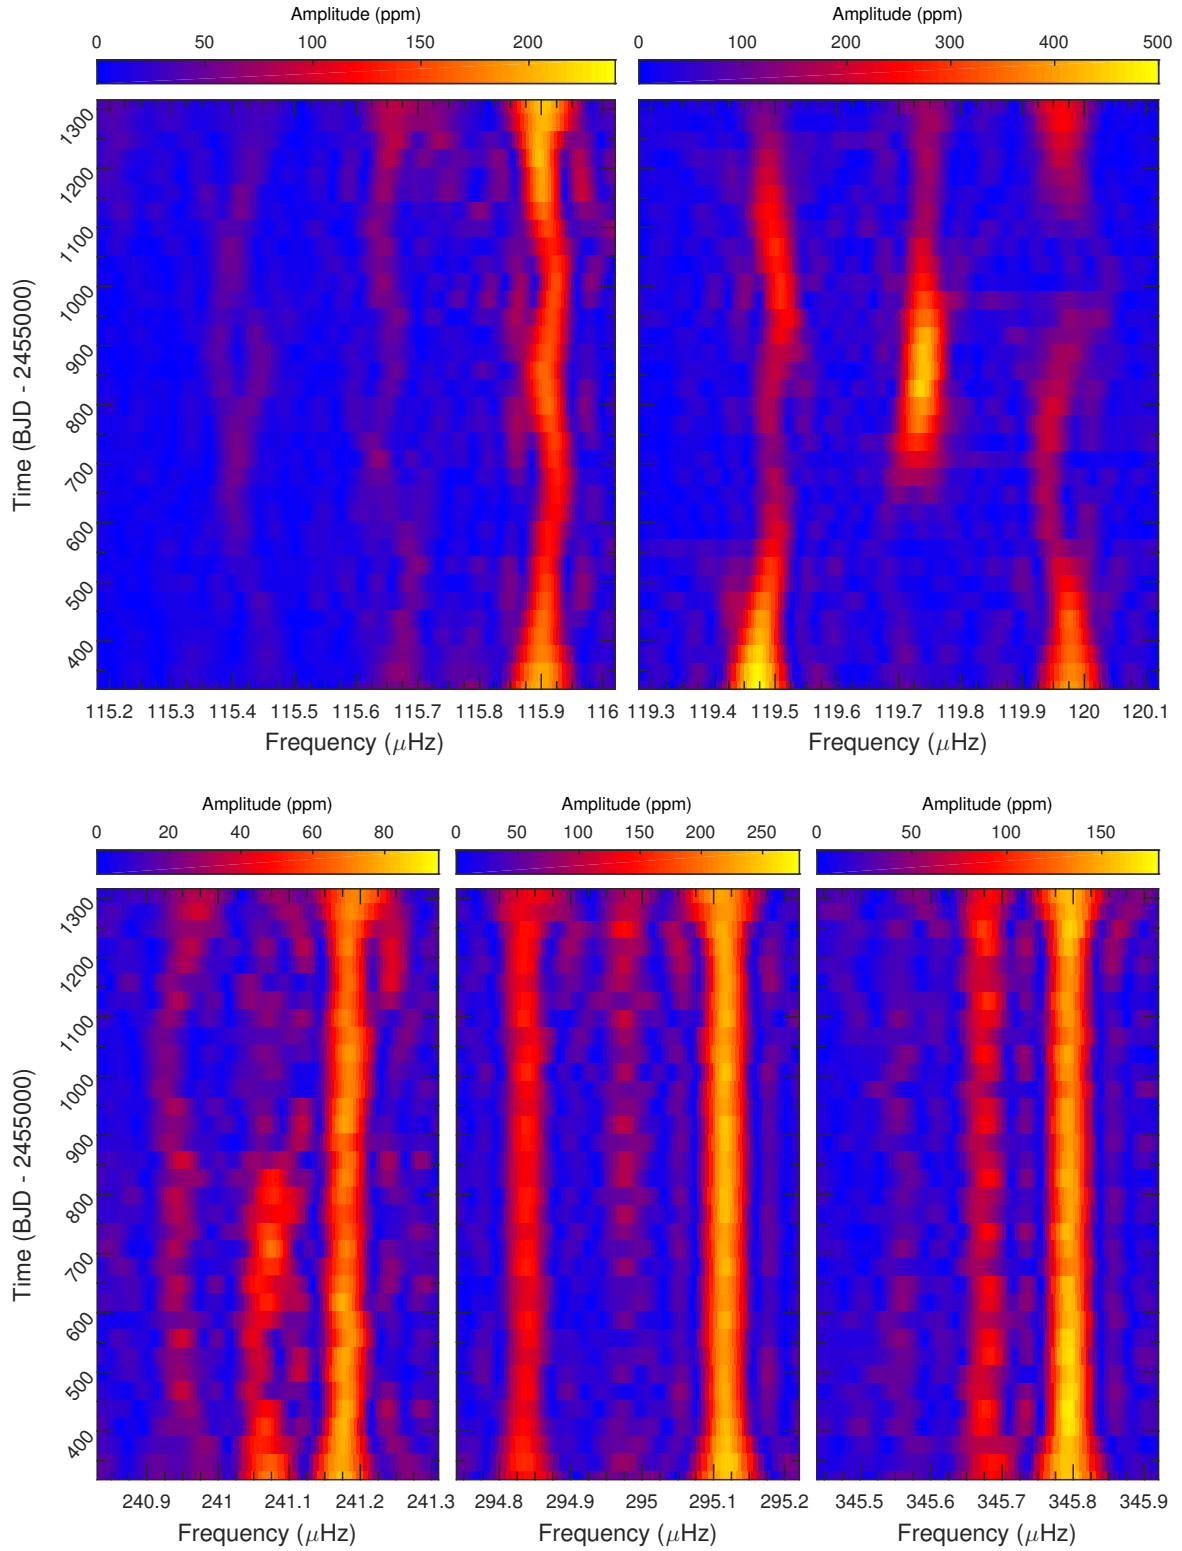 Amplitude (ppm) Amplitude (ppm)
0 50 100 150 200 0 100 200 300 400 500
1300
1200
1100
1000
900
800
700
600
500
400
Time (BJD - 2455000)
115.2 115.3 115.4 115.5 115.6 115.7 115.8 115.9 116 119.3 119.4 119.5 119.6 119.7 119.8 119.9 120 120.1
Frequency (μHz) Frequency (μHz)
Amplitude (ppm) Amplitude (ppm) Amplitude (ppm)
0 20 40 60 80 0 50 100 150 200 250 0 50 100 150
1300
1200
1100
1000
900
800
700
600
500
400
Time (BJD - 2455000)
240.9 241 241.1 241.2 241.3 294.8 294.9 295 295.1 295.2 345.5 345.6 345.7 345.8 345.9
Frequency (μHz) Frequency (μHz) Frequency (μHz)